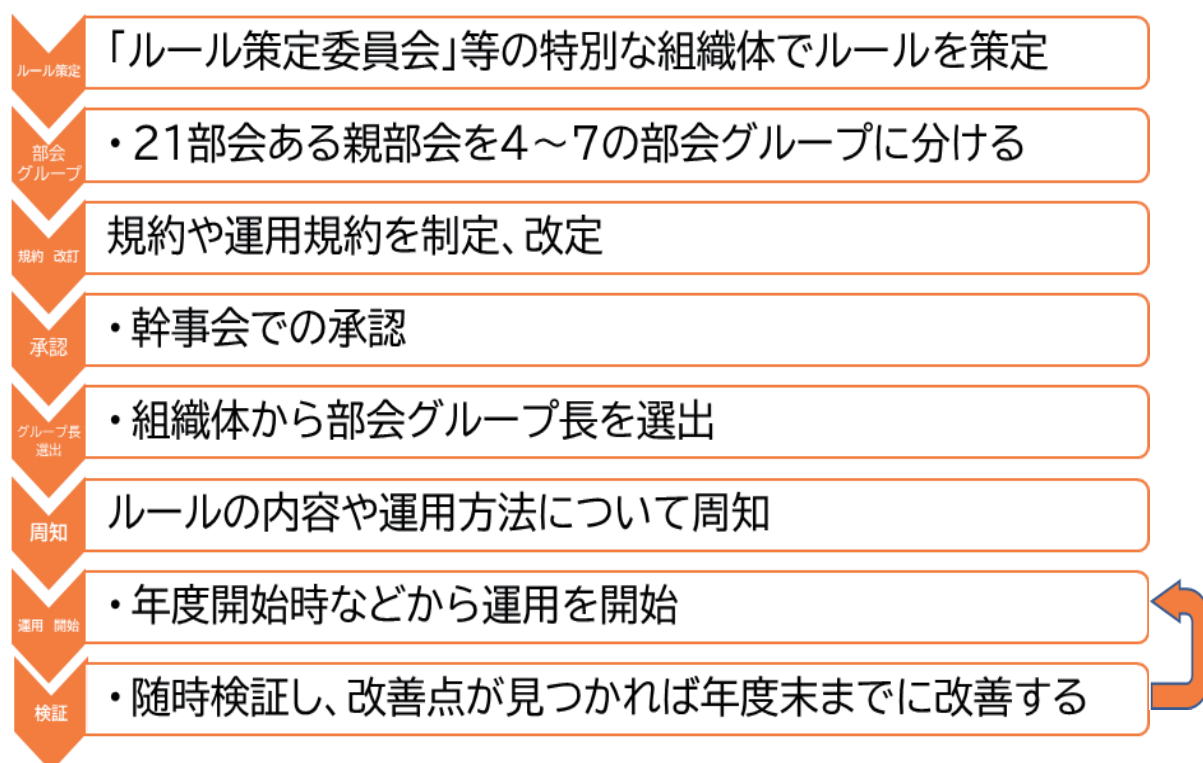 ルール策定
「ルール策定委員会」等の特別な組織体でルールを策定
部会
グループ
・21部会ある親部会を4～7の部会グループに分ける
規約 改訂
規約や運用規約を制定、改定
承認
・幹事会での承認
グループ長
選出
・組織体から部会グループ長を選出
周知
ルールの内容や運用方法について周知
運用 開始
・年度開始時などから運用を開始
検証
・随時検証し、改善点が見つかれば年度末までに改善する